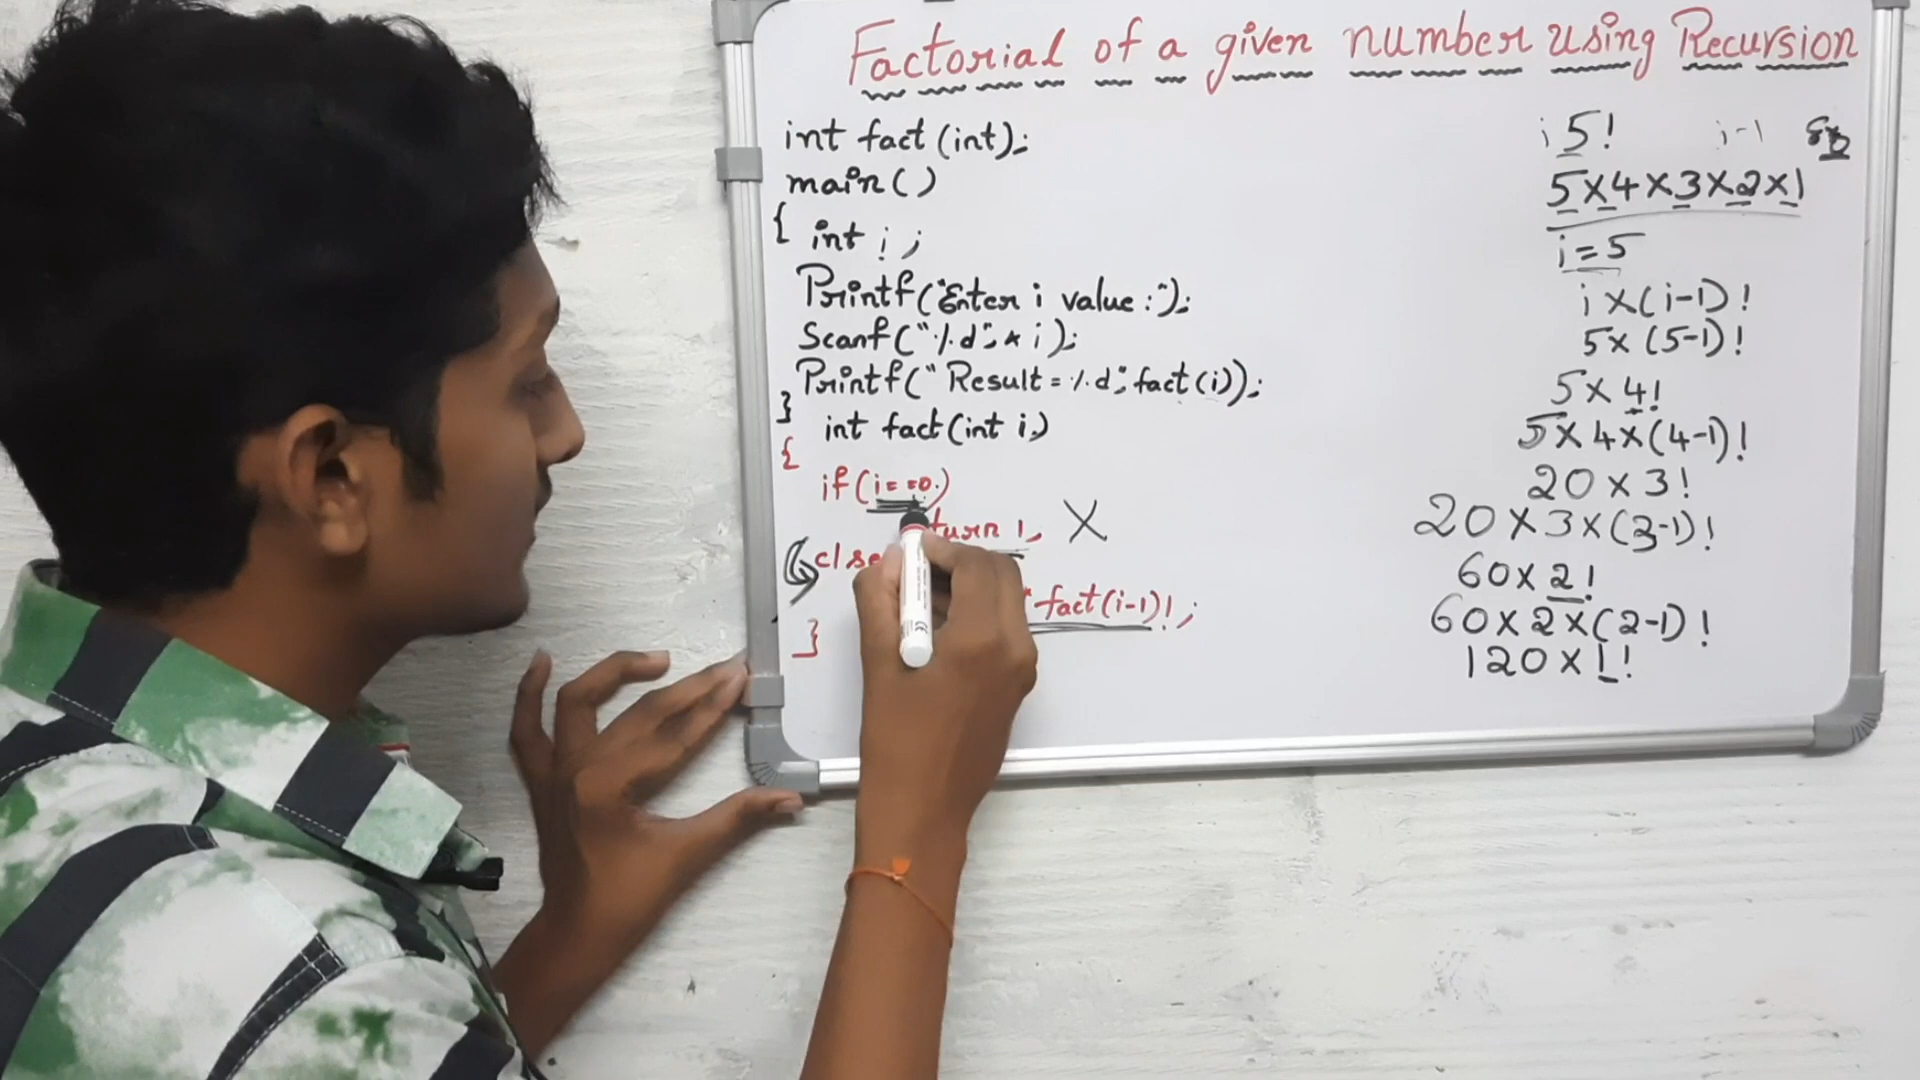 Factorial of a given number using Recursion
int fact (int);
main ( )
{ int i ;
Printf("Enter i value :");
Scanf("%d", * i );
Printf(" Result = %d", fact (i));
}
int fact (int i)
{
if (i = =0.)
turn 1,
else
* fact (i-1)! ;
}
i 5! i-1
5×4×3×2×1
i=5
i ×(i-1)!
5× (5-1)!
5× 4!
5×4×(4-1)!
20 × 3!
20 × 3×(3-1)!
60× 2!
60× 2×(2-1)!
120×1!
X